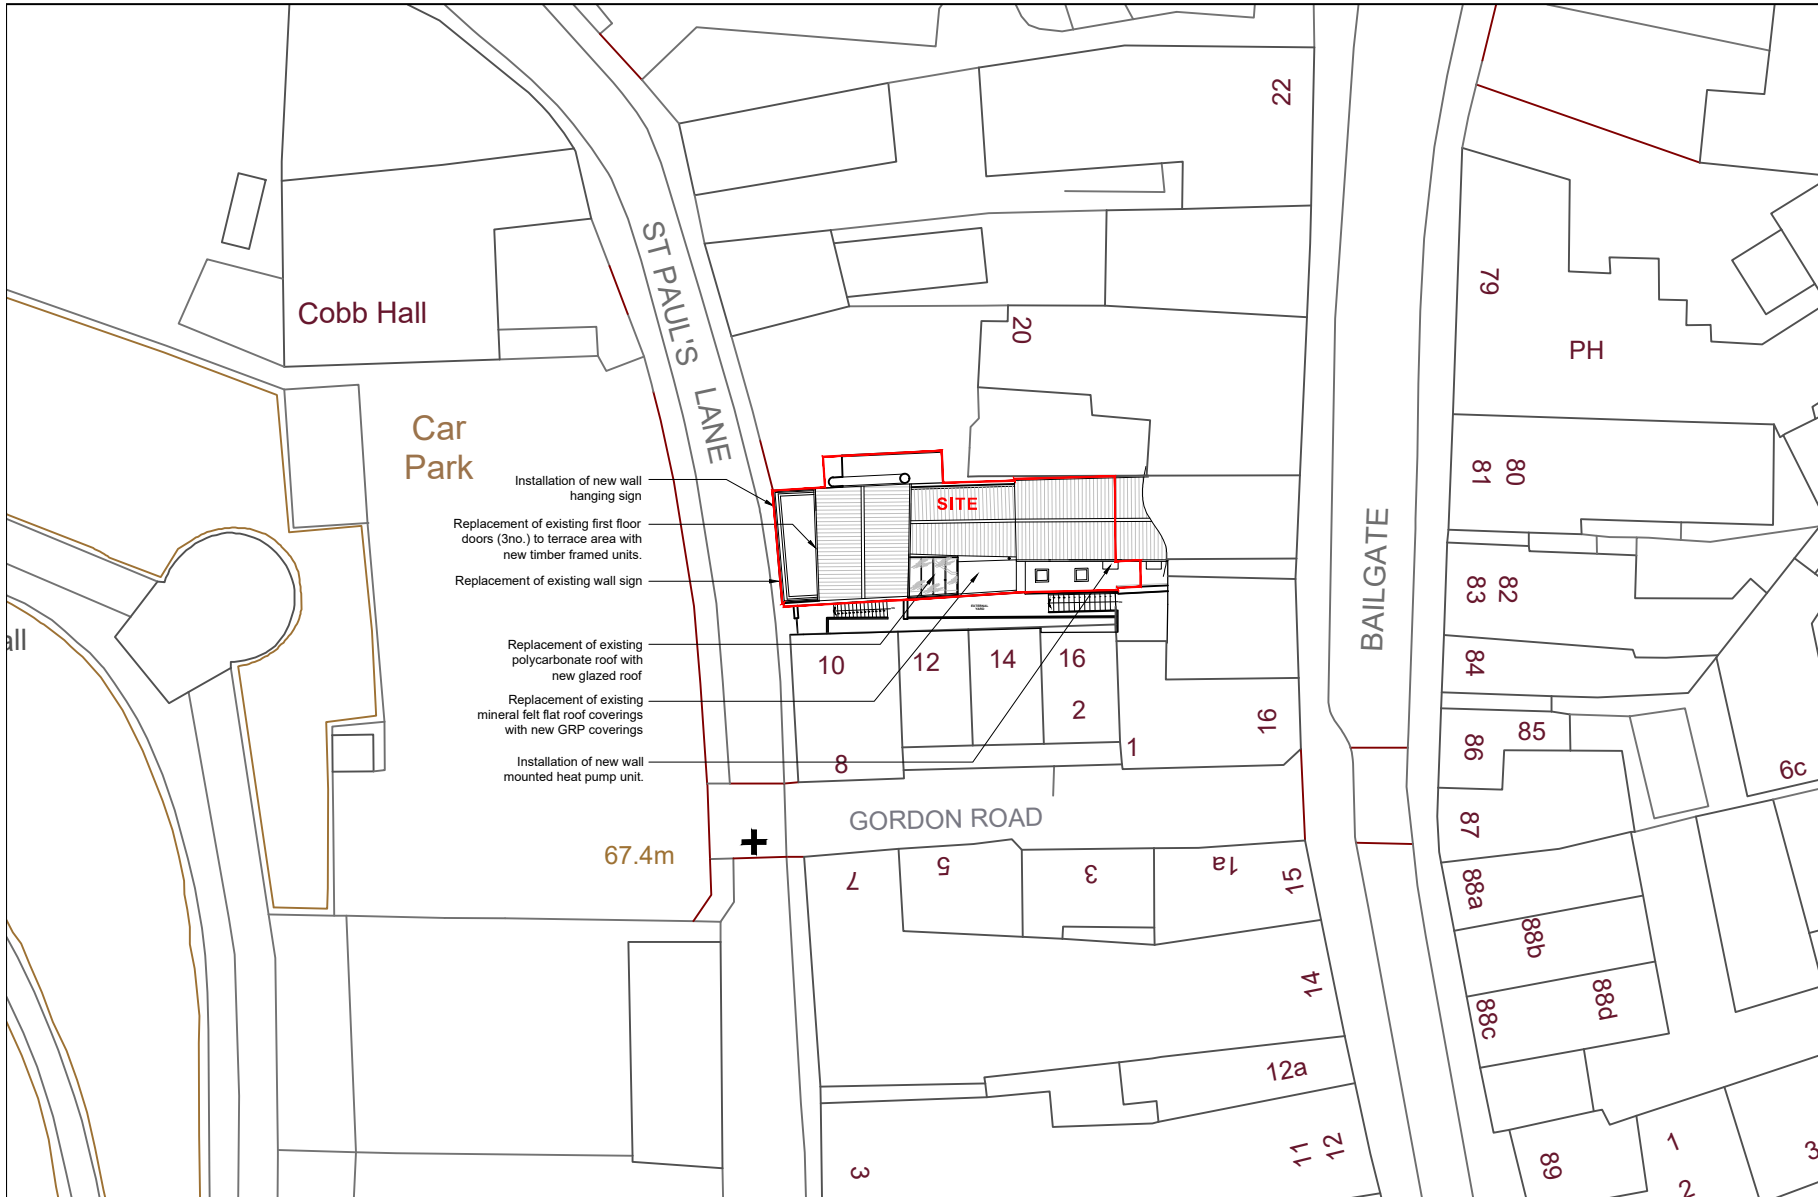 22
ST PAUL'S LANE
Cobb Hall
79
20
PH
Car
Park
Installation of new wall
hanging sign
SITE
81
80
Replacement of existing first floor
doors (3no.) to terrace area with
new timber framed units.
BAILGATE
Replacement of existing wall sign
83
82
EXTERNAL
YARD
all
Replacement of existing
polycarbonate roof with
new glazed roof
10
12
14
16
84
Replacement of existing
mineral felt flat roof coverings
with new GRP coverings
2
16
1
86
85
Installation of new wall
mounted heat pump unit.
8
6c
GORDON ROAD
87
67.4m
7
5
3
1a
15
88a
88b
14
88c
88d
12a
3
11
12
89
1
2
3